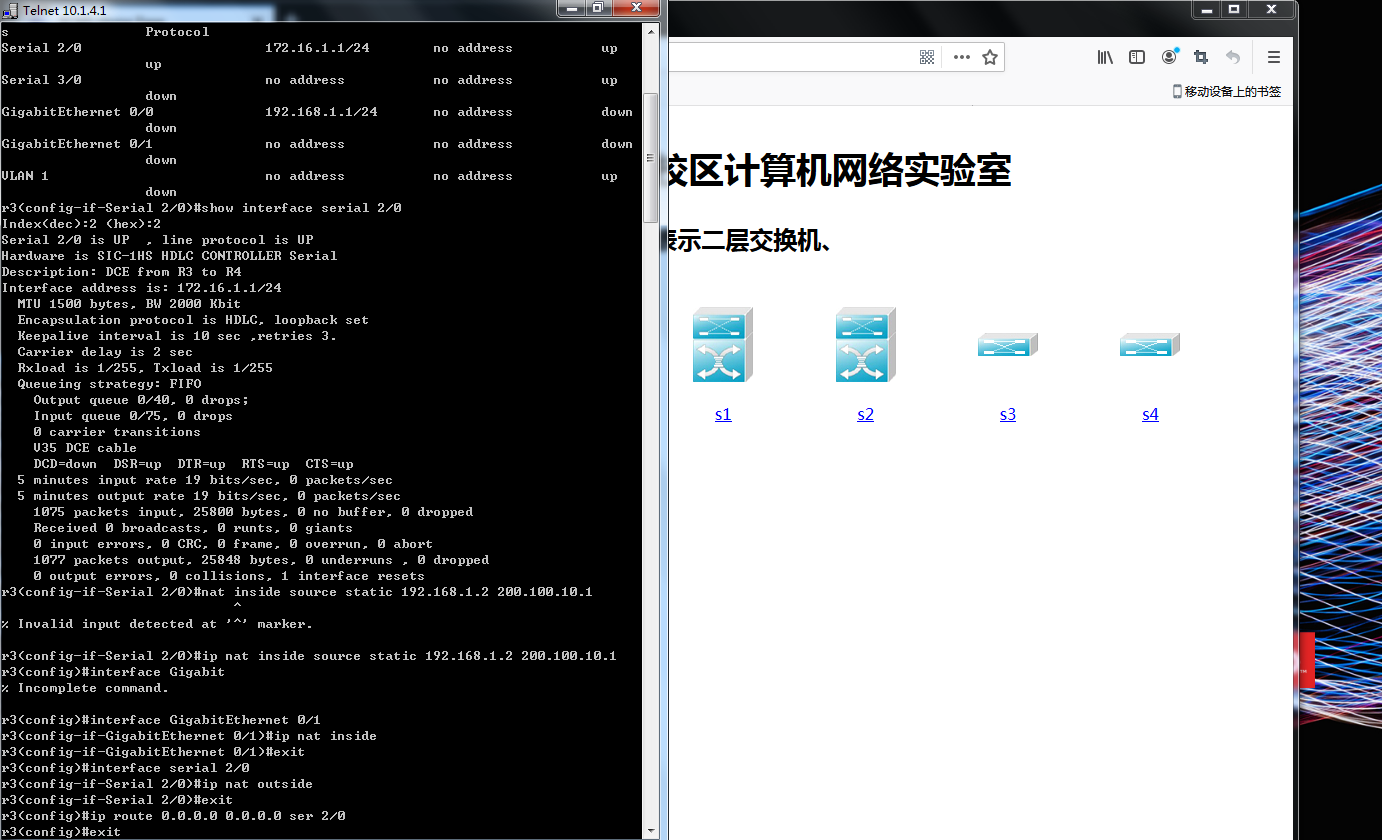 Telnet 10.1.4.1
s Protocol
Serial 2/0 172.16.1.1/24 no address up
up
Serial 3/0 no address no address up
down
GigabitEthernet 0/0 192.168.1.1/24 no address down
down
GigabitEthernet 0/1 no address no address down
down
VLAN 1 no address no address up
down
r3(config-if-Serial 2/0)#show interface serial 2/0
Index(dec):2 (hex):2
Serial 2/0 is UP , line protocol is UP
Hardware is SIC-1HS HDLC CONTROLLER Serial
Description: DCE from R3 to R4
Interface address is: 172.16.1.1/24
MTU 1500 bytes, BW 2000 Kbit
Encapsulation protocol is HDLC, loopback set
Keepalive interval is 10 sec ,retries 3.
Carrier delay is 2 sec
Rxload is 1/255, Txload is 1/255
Queueing strategy: FIFO
Output queue 0/40, 0 drops;
Input queue 0/75, 0 drops
0 carrier transitions
V35 DCE cable
DCD=down DSR=up DTR=up RTS=up CTS=up
5 minutes input rate 19 bits/sec, 0 packets/sec
5 minutes output rate 19 bits/sec, 0 packets/sec
1075 packets input, 25800 bytes, 0 no buffer, 0 dropped
Received 0 broadcasts, 0 runts, 0 giants
0 input errors, 0 CRC, 0 frame, 0 overrun, 0 abort
1077 packets output, 25848 bytes, 0 underruns , 0 dropped
0 output errors, 0 collisions, 1 interface resets
r3(config-if-Serial 2/0)#nat inside source static 192.168.1.2 200.100.10.1
^
% Invalid input detected at '^' marker.
r3(config-if-Serial 2/0)#ip nat inside source static 192.168.1.2 200.100.10.1
r3(config)#interface Gigabit
% Incomplete command.
r3(config)#interface GigabitEthernet 0/1
r3(config-if-GigabitEthernet 0/1)#ip nat inside
r3(config-if-GigabitEthernet 0/1)#exit
r3(config)#interface serial 2/0
r3(config-if-Serial 2/0)#ip nat outside
r3(config-if-Serial 2/0)#exit
r3(config)#ip route 0.0.0.0 0.0.0.0 ser 2/0
r3(config)#exit
移动设备上的书签
校区计算机网络实验室
表示二层交换机、
s1
s2
s3
s4